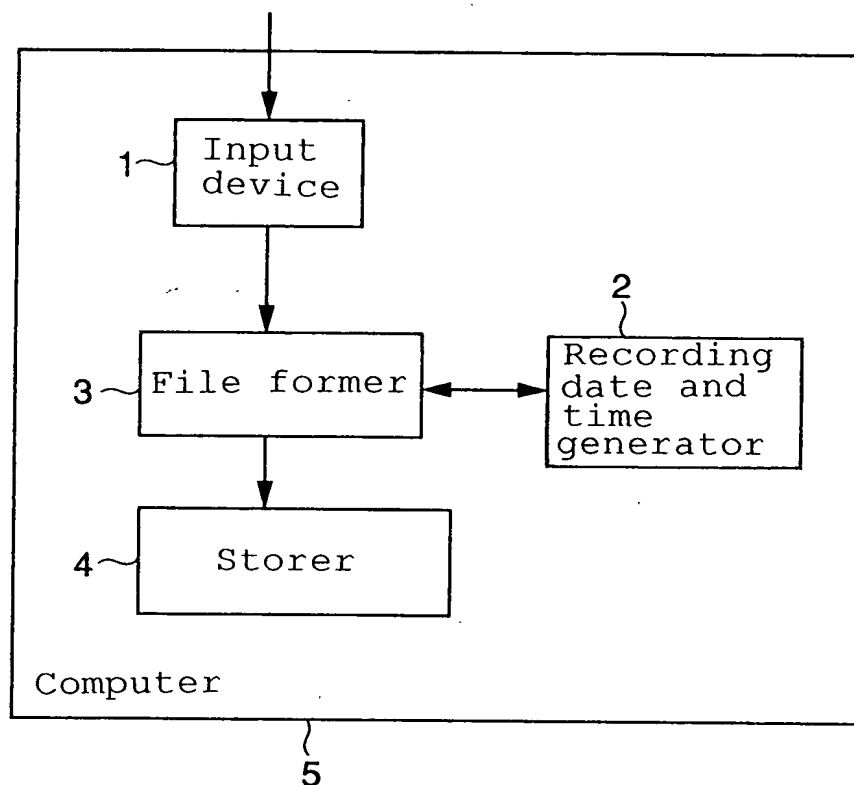 1
Input
device
2
Recording
date and
time
generator
3
File former
4
Storer
Computer
5